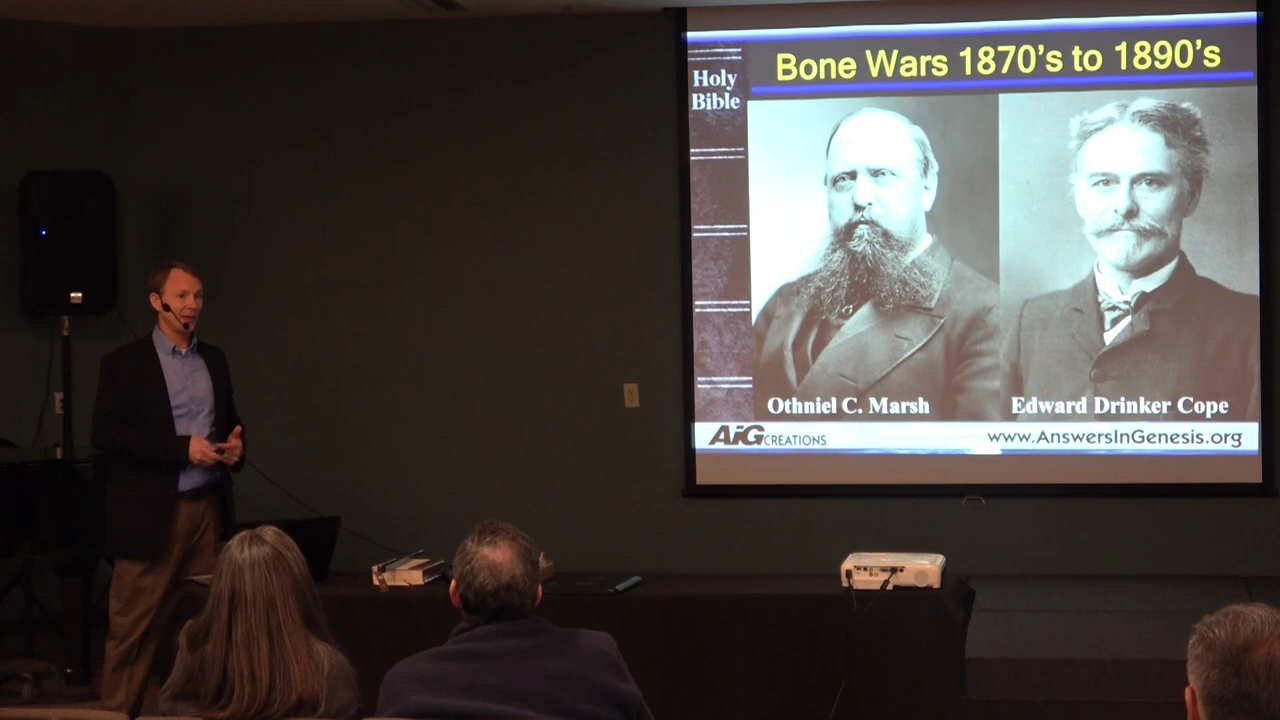 Bone Wars 1870's to 1890's
Holy
Bible
Othniel C. Marsh
Edward Drinker Cope
AiG CREATIONS
www.AnswersInGenesis.org